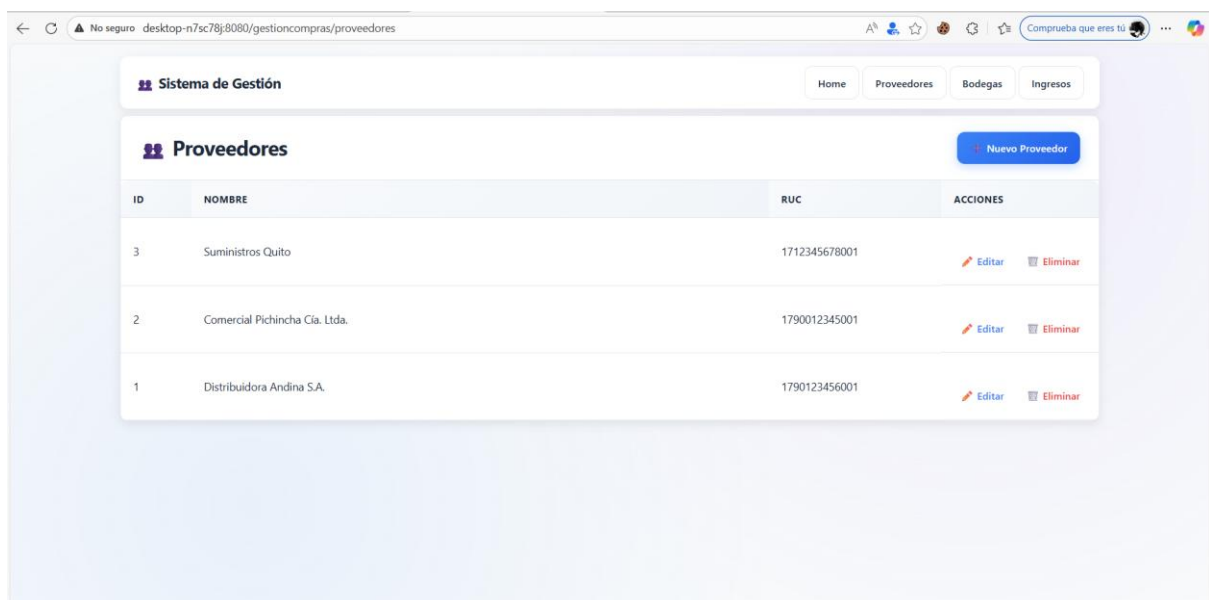 No seguro desktop-n7sc78j:8080/gestioncompras/proveedores Comprueba que eres tú
Sistema de Gestión Home Proveedores Bodegas Ingresos
Proveedores Nuevo Proveedor
ID NOMBRE RUC ACCIONES
3 Suministros Quito 1712345678001 Editar Eliminar
2 Comercial Pichincha Cía. Ltda. 1790012345001 Editar Eliminar
1 Distribuidora Andina S.A. 1790123456001 Editar Eliminar